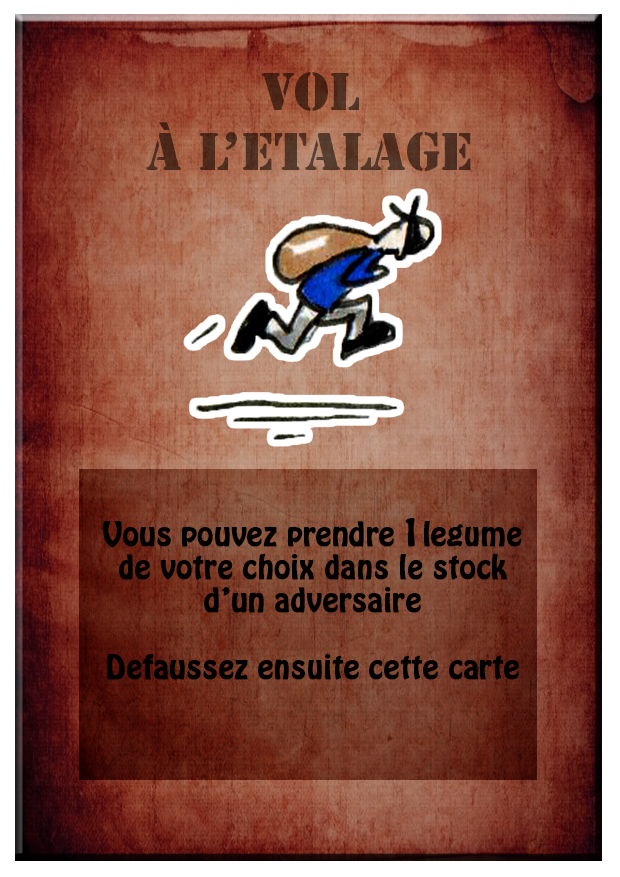 VOL
À L'ETALAGE
Vous pouvez prendre 1 legume
de votre choix dans le stock
d'un adversaire
Defaussez ensuite cette carte